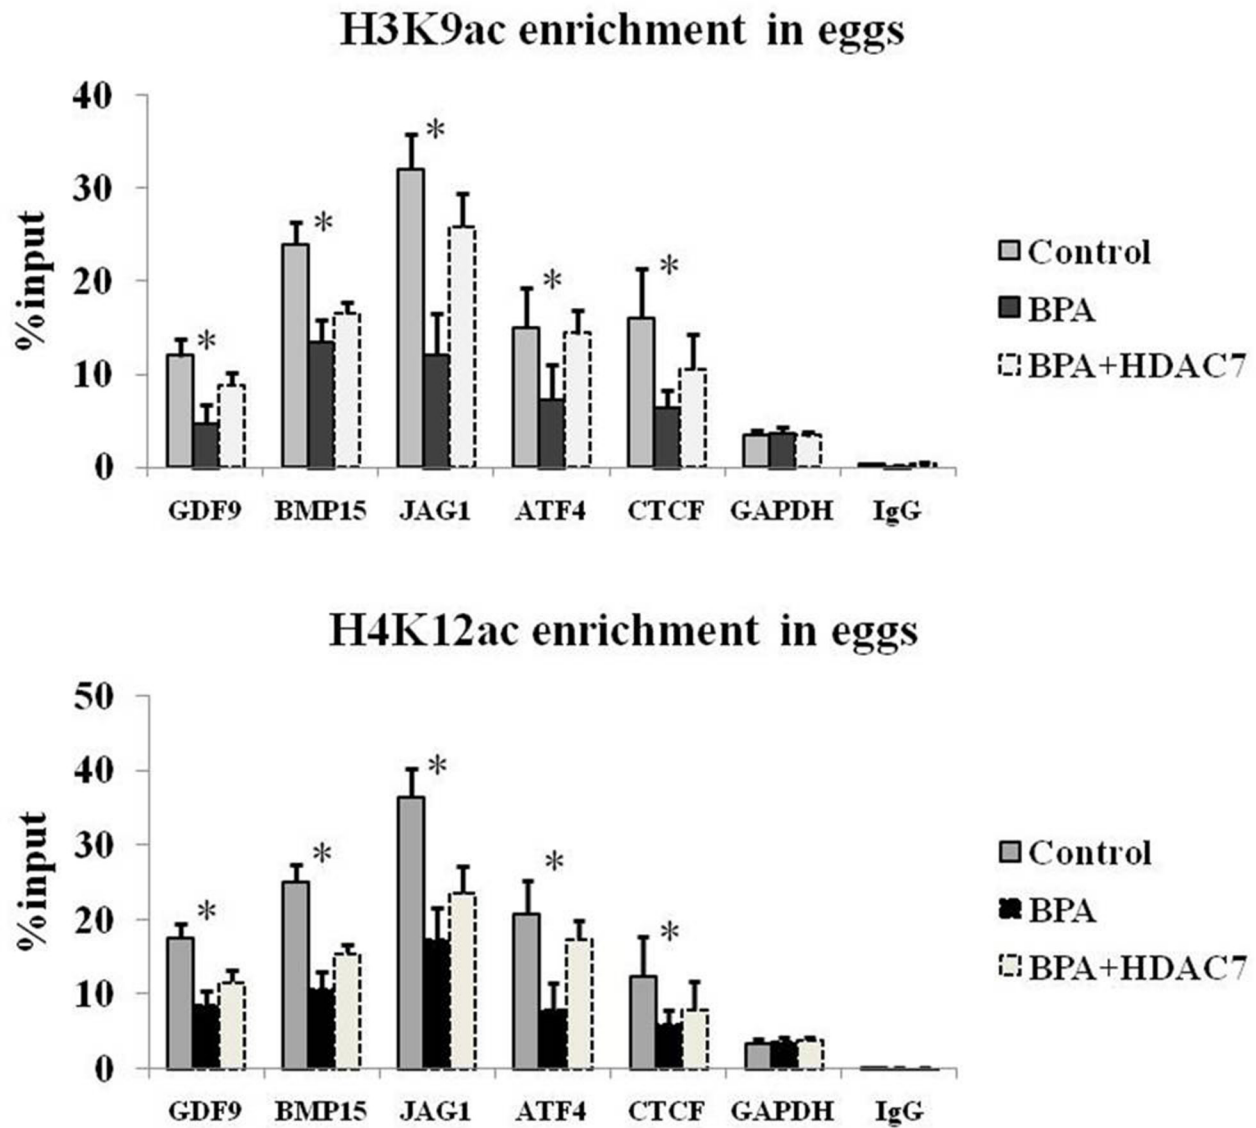 H3K9ac enrichment in eggs
40
30
20
10
0
%input
*
*
*
*
*
GDF9 BMP15 JAG1 ATF4 CTCF GAPDH IgG
Control
BPA
BPA+HDAC7
H4K12ac enrichment in eggs
50
40
30
20
10
0
%input
*
*
*
*
*
GDF9 BMP15 JAG1 ATF4 CTCF GAPDH IgG
Control
BPA
BPA+HDAC7